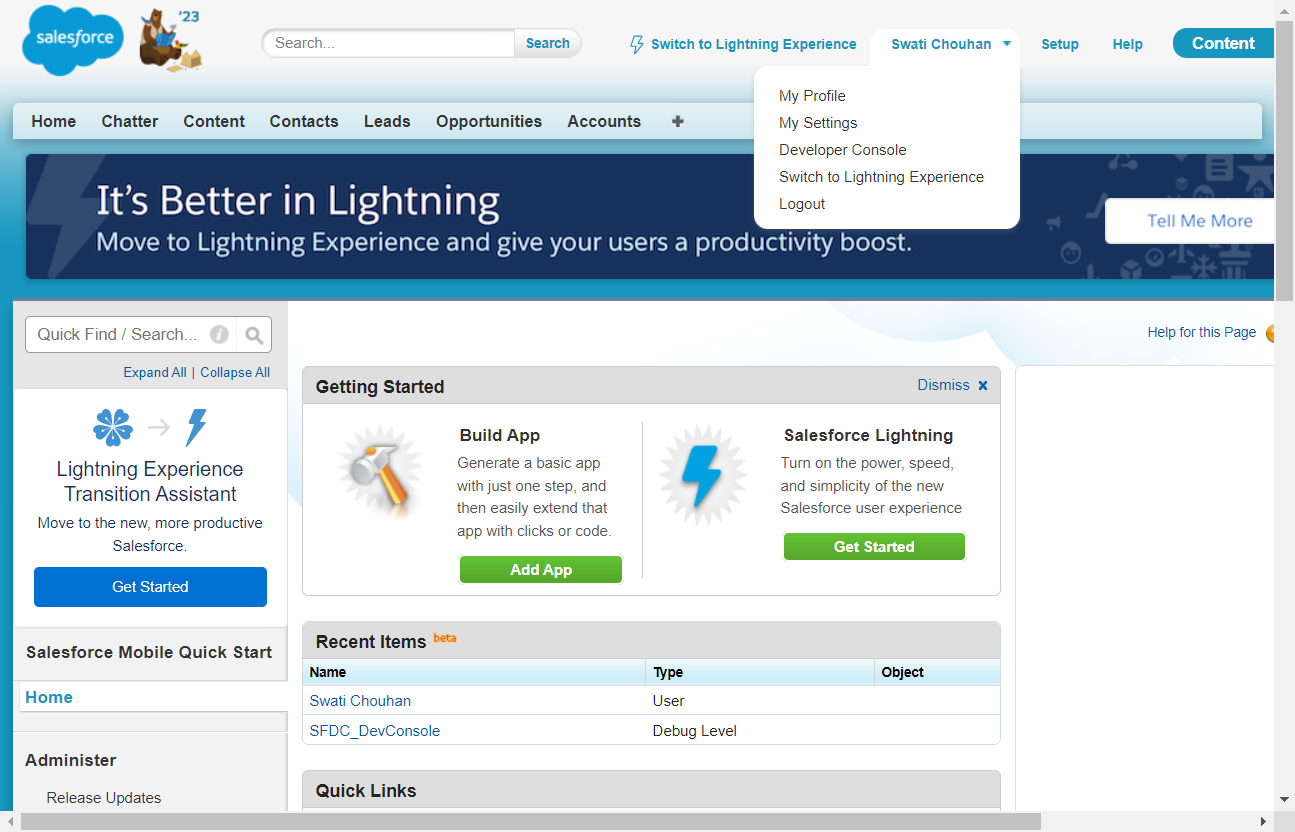 salesforce
'23
Search...
Search
Switch to Lightning Experience
Swati Chouhan
Setup
Help
Content
My Profile
My Settings
Developer Console
Switch to Lightning Experience
Logout
Home
Chatter
Content
Contacts
Leads
Opportunities
Accounts
+
It's Better in Lightning
Move to Lightning Experience and give your users a productivity boost.
Tell Me More
Quick Find / Search...
i
Expand All | Collapse All
Lightning Experience
Transition Assistant
Move to the new, more productive
Salesforce.
Get Started
Salesforce Mobile Quick Start
Home
Administer
Release Updates
Help for this Page
Getting Started
Dismiss x
Build App
Generate a basic app
with just one step, and
then easily extend that
app with clicks or code.
Add App
Salesforce Lightning
Turn on the power, speed,
and simplicity of the new
Salesforce user experience
Get Started
Recent Items beta
Name Type Object
Swati Chouhan User
SFDC_DevConsole Debug Level
Quick Links